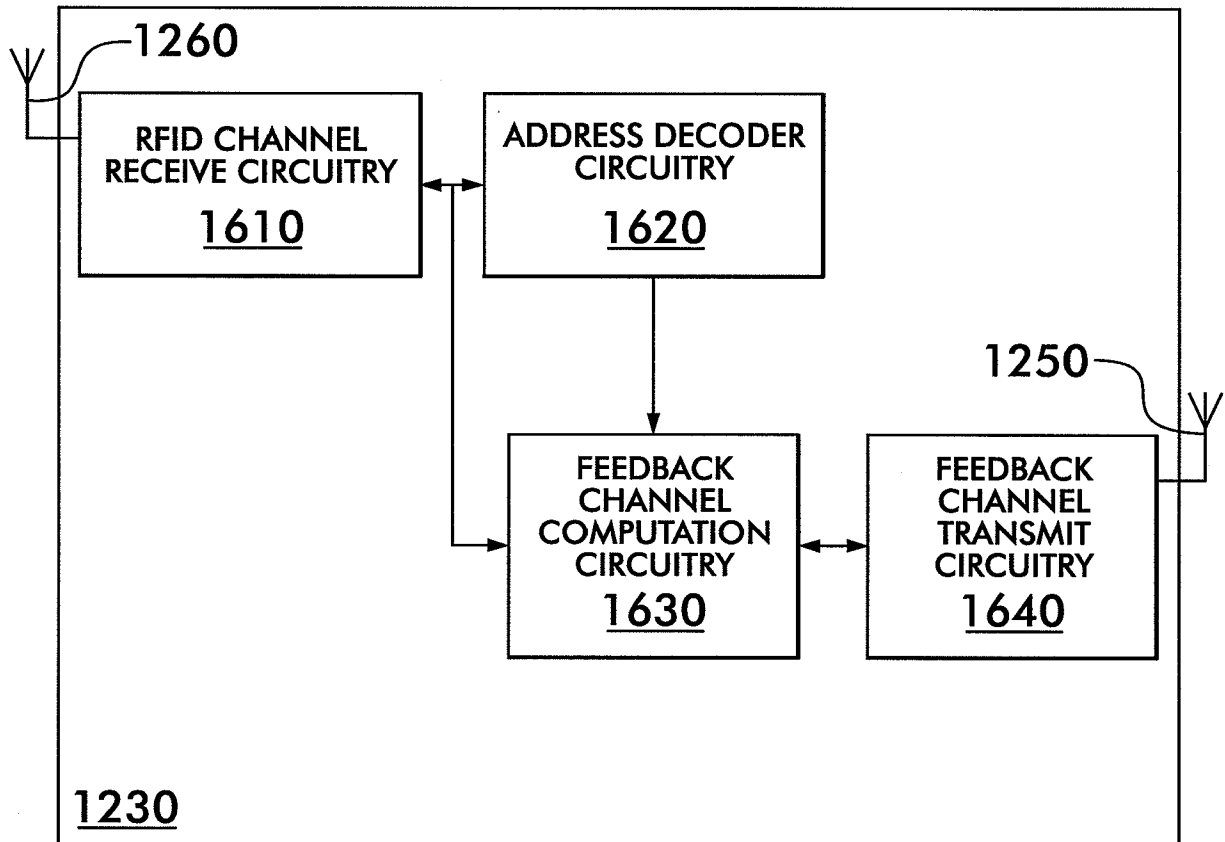 1260
RFID CHANNEL
RECEIVE CIRCUITRY
1610
ADDRESS DECODER
CIRCUITRY
1620
1250
FEEDBACK
CHANNEL
COMPUTATION
CIRCUITRY
1630
FEEDBACK
CHANNEL
TRANSMIT
CIRCUITRY
1640
1230